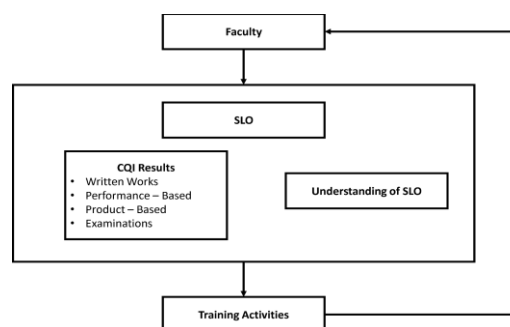 Faculty
SLO
CQI Results
• Written Works
• Performance – Based
• Product – Based
• Examinations
Understanding of SLO
Training Activities